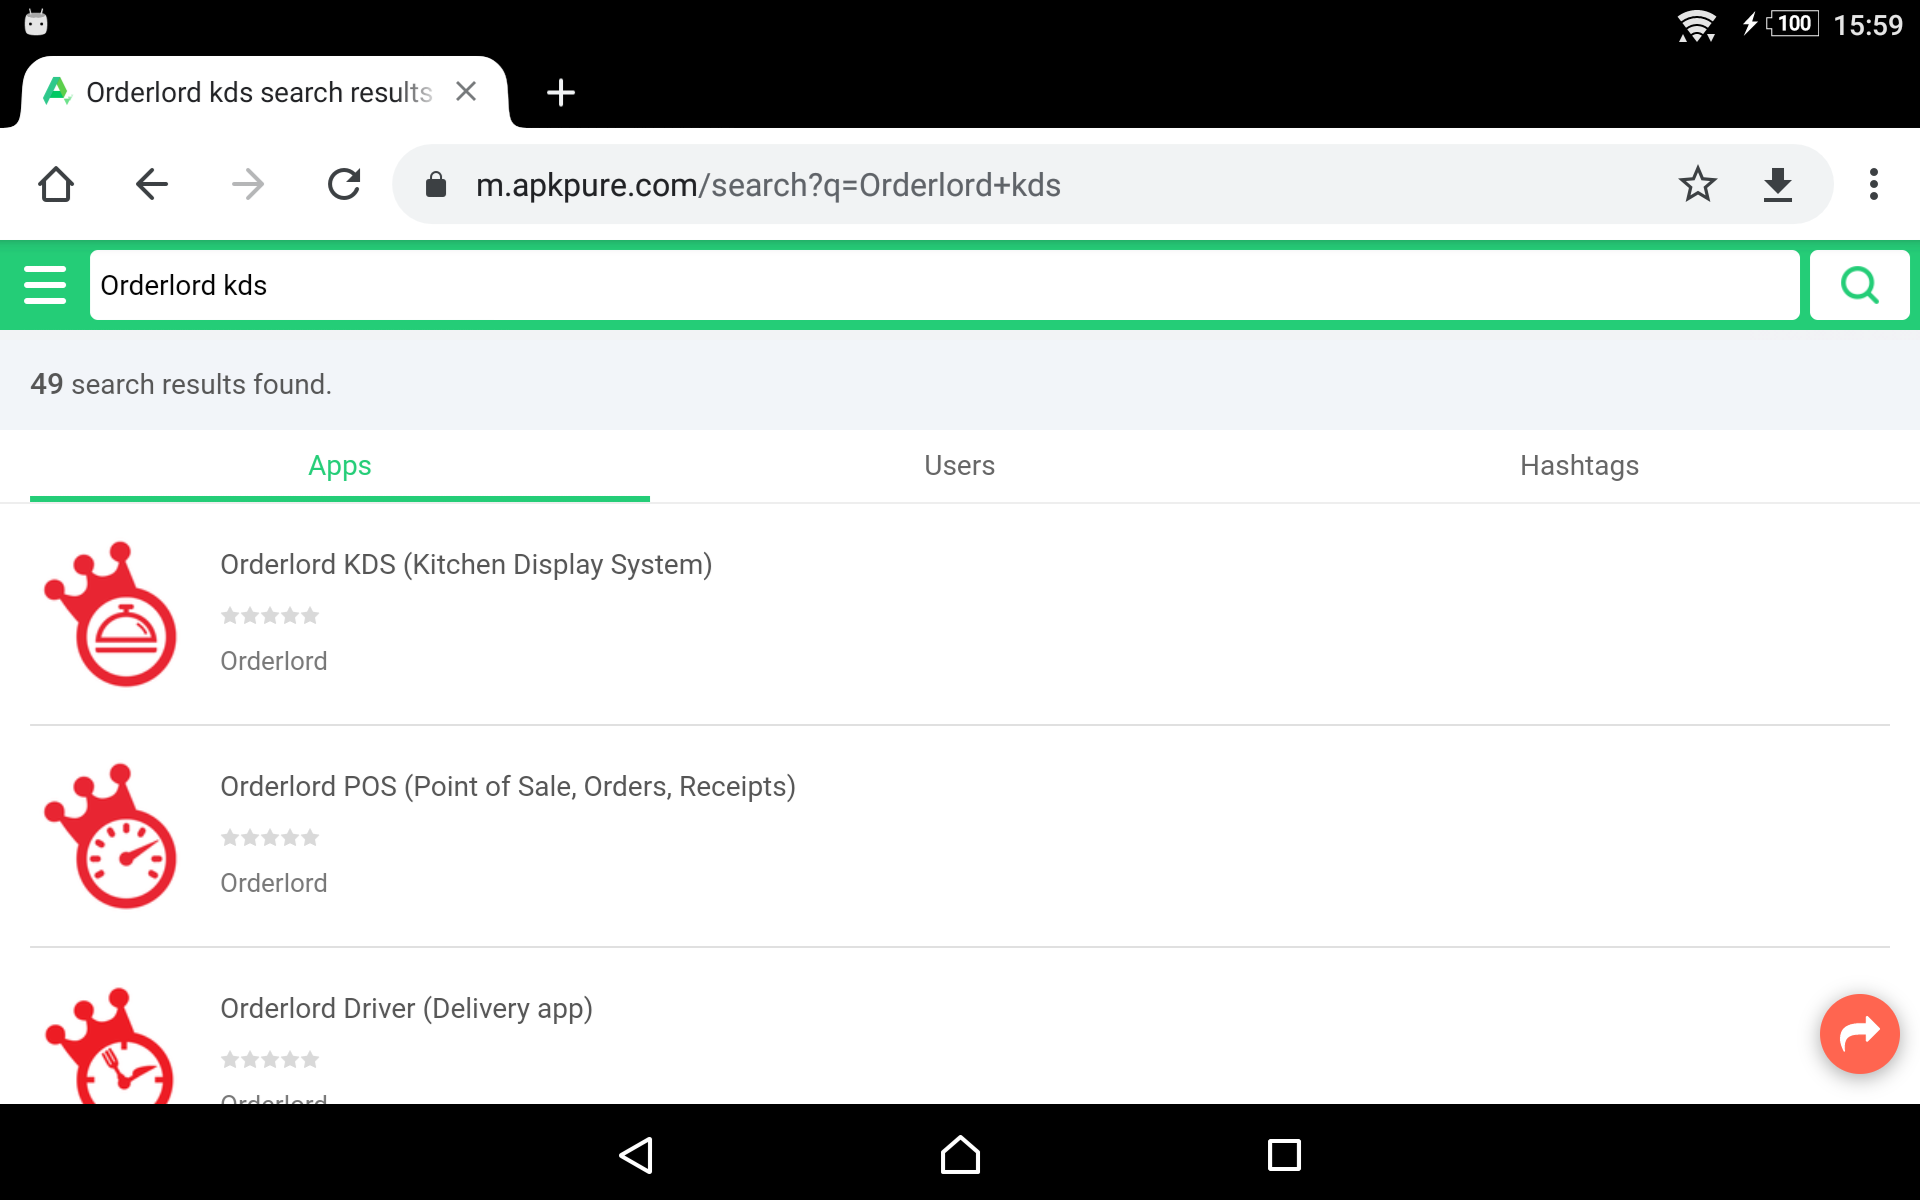 100 15:59
Orderlord kds search results
m.apkpure.com/search?q=Orderlord+kds
Orderlord kds
49 search results found.
Apps Users Hashtags
Orderlord KDS (Kitchen Display System)
Orderlord
Orderlord POS (Point of Sale, Orders, Receipts)
Orderlord
Orderlord Driver (Delivery app)
Orderlord